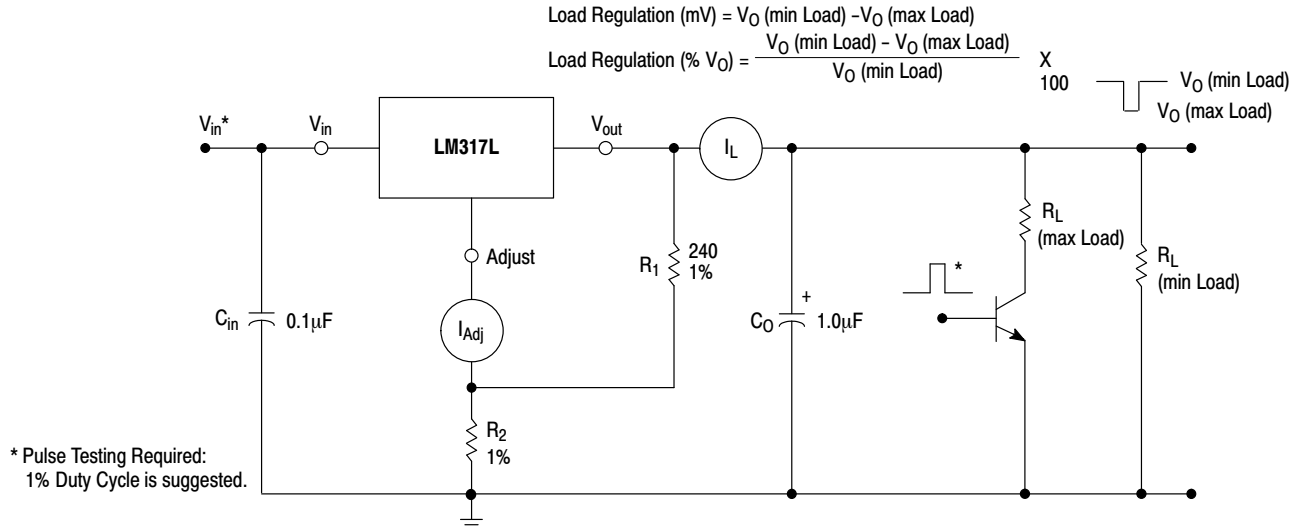 Load Regulation (mV) = VO (min Load) -VO (max Load)
Load Regulation (% VO) = VO (min Load) - VO (max Load)
VO (min Load)
X
100
VO (min Load)
VO (max Load)
Vin*
Vin
LM317L
Vout
IL
Adjust
R1
240
1%
RL
(max Load)
RL
(min Load)
*
Cin
0.1μF
IAdj
CO
+
1.0μF
R2
1%
* Pulse Testing Required:
1% Duty Cycle is suggested.